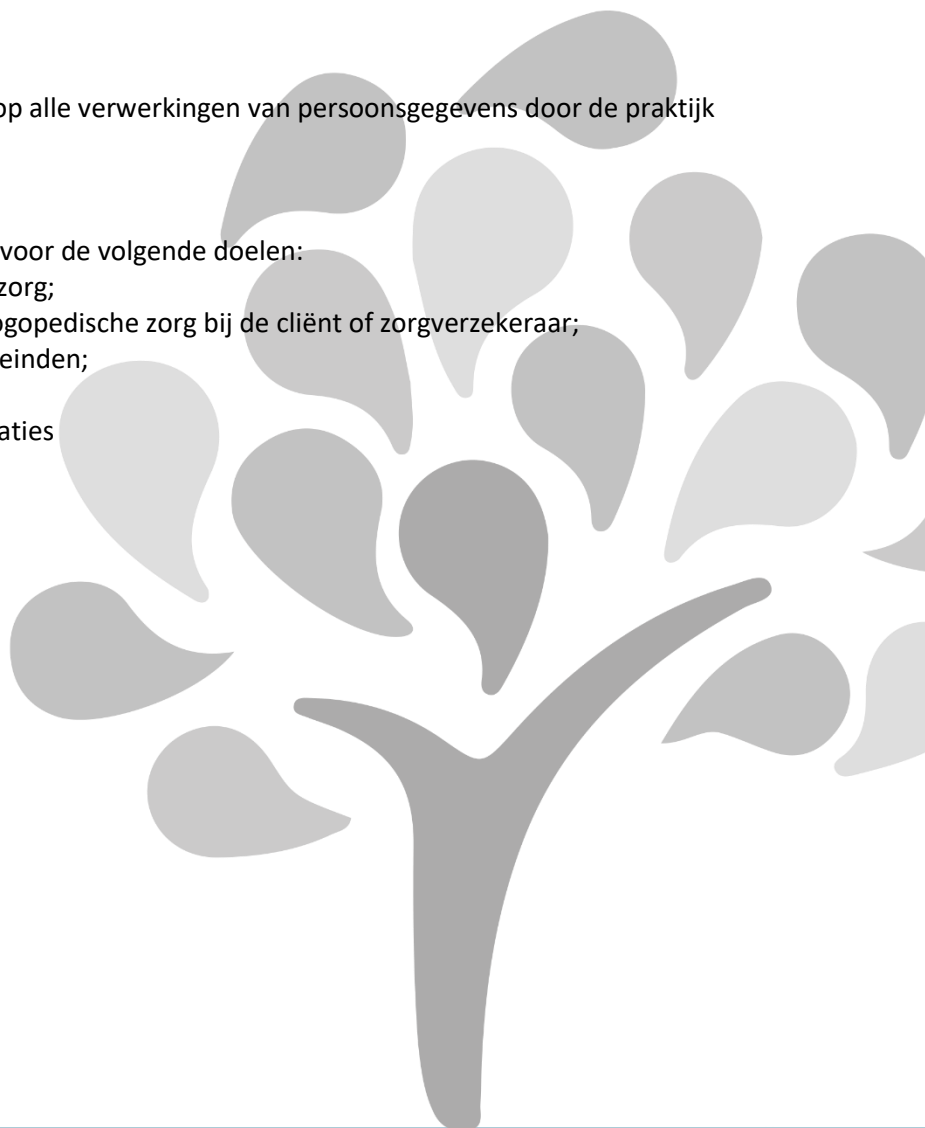 op alle verwerkingen van persoonsgegevens door de praktijk
voor de volgende doelen:
zorg;
ogopedische zorg bij de cliënt of zorgverzekeraar;
einden;
aties